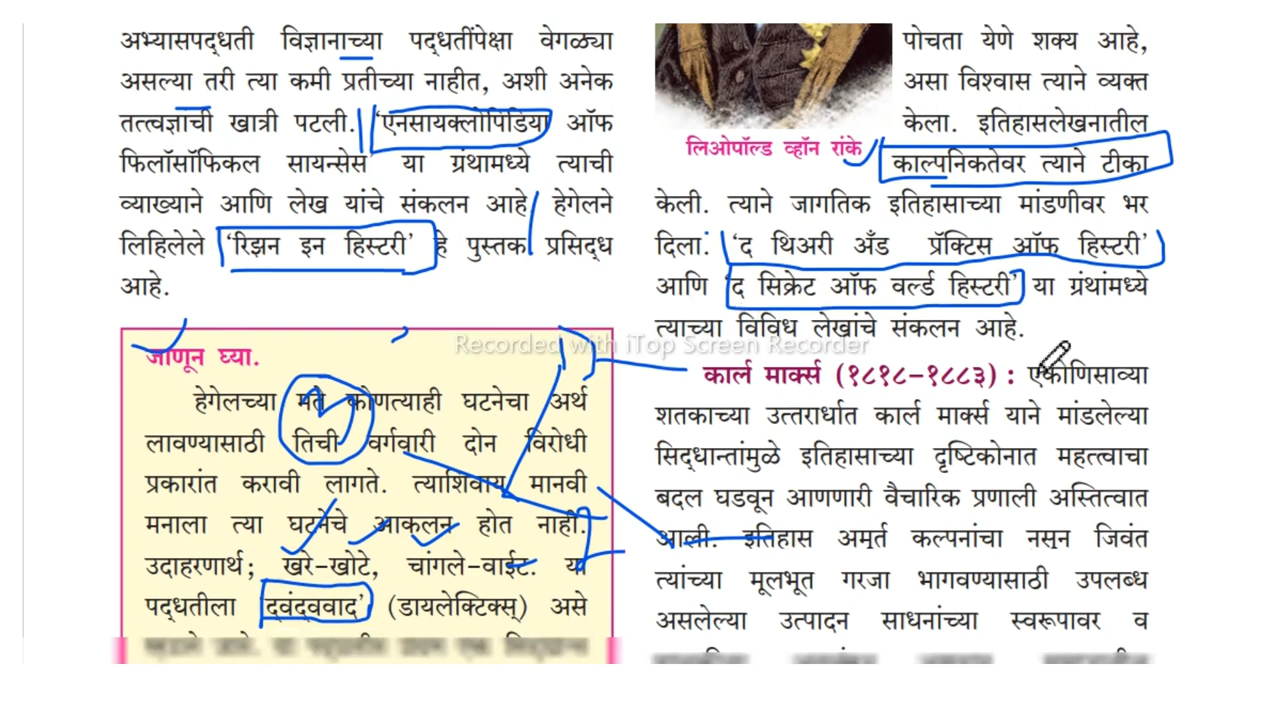 अभ्यासपद्धती विज्ञानाच्या पद्धतींपेक्षा वेगळ्या
असल्या तरी त्या कमी प्रतीच्या नाहीत, अशी अनेक
तत्त्वज्ञांची खात्री पटली. ‘एनसायक्लोपिडिया ऑफ
फिलॉसॉफिकल सायन्सेस’ या ग्रंथामध्ये त्याची
व्याख्याने आणि लेख यांचे संकलन आहे. हेगेलने
लिहिलेले ‘रिझन इन हिस्टरी’ हे पुस्तक प्रसिद्ध
आहे.
जाणून घ्या.
हेगेलच्या मते कोणत्याही घटनेचा अर्थ
लावण्यासाठी तिची वर्गवारी दोन विरोधी
प्रकारांत करावी लागते. त्याशिवाय मानवी
मनाला त्या घटनेचे आकलन होत नाही.
उदाहरणार्थ; खरे-खोटे, चांगले-वाईट. या
पद्धतीला ‘द्वंद्ववाद’ (डायलेक्टिक्स्) असे
लिओपॉल्ड व्हॉन रांके
पोचता येणे शक्य आहे,
असा विश्वास त्याने व्यक्त
केला. इतिहासलेखनातील
काल्पनिकतेवर त्याने टीका
केली. त्याने जागतिक इतिहासाच्या मांडणीवर भर
दिला. ‘द थिअरी अँड प्रॅक्टिस ऑफ हिस्टरी’
आणि ‘द सिक्रेट ऑफ वर्ल्ड हिस्टरी’ या ग्रंथांमध्ये
त्याच्या विविध लेखांचे संकलन आहे.
Recorded with iTop Screen Recorder
कार्ल मार्क्स (१८१८-१८८३) : एकोणिसाव्या
शतकाच्या उत्तरार्धात कार्ल मार्क्स याने मांडलेल्या
सिद्धान्तांमुळे इतिहासाच्या दृष्टिकोनात महत्त्वाचा
बदल घडवून आणणारी वैचारिक प्रणाली अस्तित्वात
आली. इतिहास अमूर्त कल्पनांचा नसून जिवंत
त्यांच्या मूलभूत गरजा भागवण्यासाठी उपलब्ध
असलेल्या उत्पादन साधनांच्या स्वरूपावर व